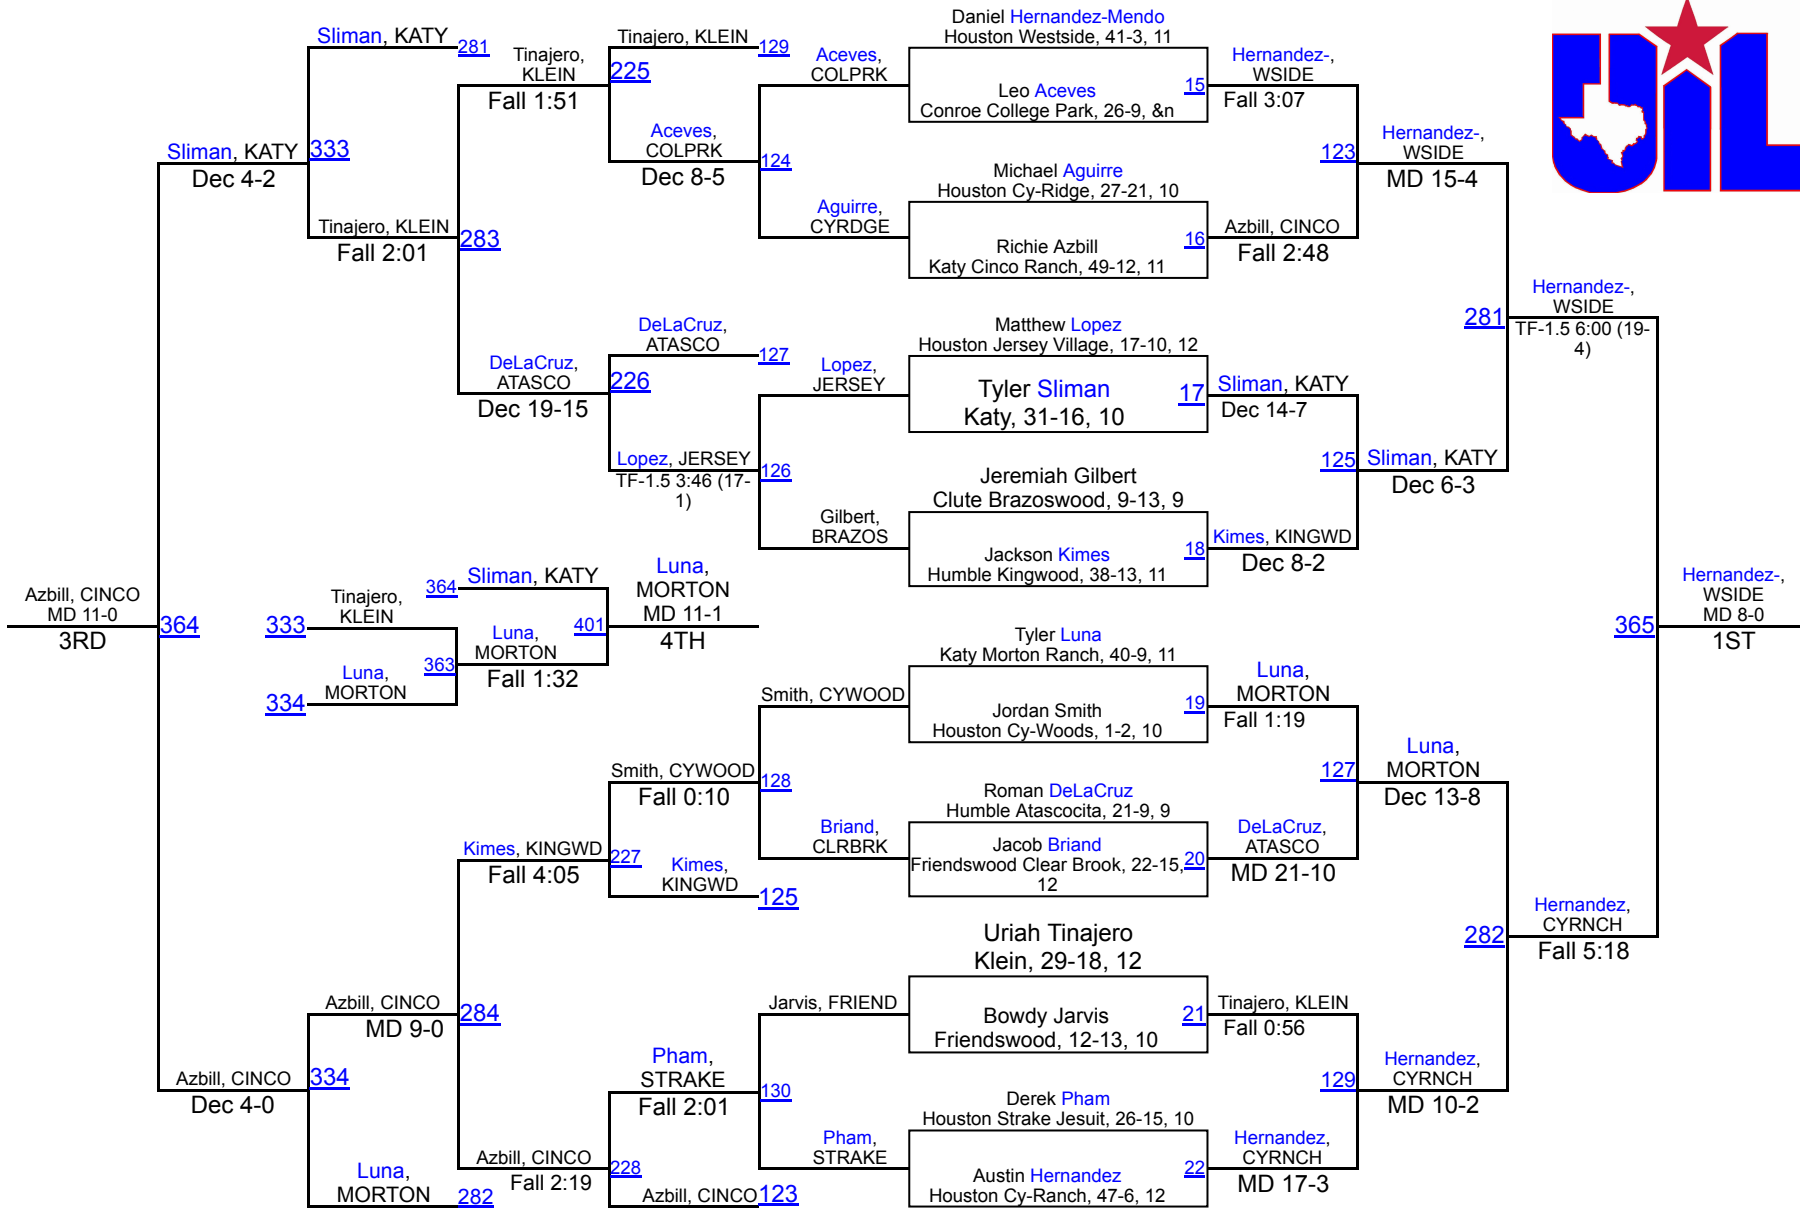 UIL
Sliman, KATY
281
Sliman, KATY
Dec 4-2
333
Tinajero, KLEIN
Fall 2:01
Tinajero,
KLEIN
Fall 1:51
283
DeLaCruz,
ATASCO
Dec 19-15
Tinajero, KLEIN
129
225
Aceves,
COLPRK
Dec 8-5
DeLaCruz,
ATASCO
127
226
Lopez, JERSEY
TF-1.5 3:46 (17-
1)
Aceves,
COLPRK
124
Aguirre,
CYRDGE
Lopez,
JERSEY
126
Gilbert,
BRAZOS
Daniel Hernandez-Mendo
Houston Westside, 41-3, 11
Leo Aceves
Conroe College Park, 26-9, &n
15
Michael Aguirre
Houston Cy-Ridge, 27-21, 10
Richie Azbill
Katy Cinco Ranch, 49-12, 11
16
Matthew Lopez
Houston Jersey Village, 17-10, 12
Tyler Sliman
Katy, 31-16, 10
17
Jeremiah Gilbert
Clute Brazoswood, 9-13, 9
Jackson Kimes
Humble Kingwood, 38-13, 11
18
Hernandez-,
WSIDE
Fall 3:07
123
Azbill, CINCO
Fall 2:48
Hernandez-,
WSIDE
MD 15-4
Sliman, KATY
Dec 14-7
125
Kimes, KINGWD
Dec 8-2
Sliman, KATY
Dec 6-3
281
Hernandez-,
WSIDE
TF-1.5 6:00 (19-
4)
Azbill, CINCO
MD 11-0
3RD
364
333
Tinajero,
KLEIN
334
Luna,
MORTON
363
364
Sliman, KATY
Luna,
MORTON
Fall 1:32
401
Luna,
MORTON
MD 11-1
4TH
365
Hernandez-,
WSIDE
MD 8-0
1ST
Tyler Luna
Katy Morton Ranch, 40-9, 11
Jordan Smith
Houston Cy-Woods, 1-2, 10
19
Roman DeLaCruz
Humble Atascocita, 21-9, 9
Jacob Briand
Friendswood Clear Brook, 22-15,
12
20
Uriah Tinajero
Klein, 29-18, 12
Bowdy Jarvis
Friendswood, 12-13, 10
21
Derek Pham
Houston Strake Jesuit, 26-15, 10
Austin Hernandez
Houston Cy-Ranch, 47-6, 12
22
Luna,
MORTON
Fall 1:19
127
DeLaCruz,
ATASCO
MD 21-10
Luna,
MORTON
Dec 13-8
Tinajero, KLEIN
Fall 0:56
129
Hernandez,
CYRNCH
MD 17-3
Hernandez,
CYRNCH
MD 10-2
282
Hernandez,
CYRNCH
Fall 5:18
Smith, CYWOOD
128
Briand,
CLRBRK
Smith, CYWOOD
Fall 0:10
227
Kimes,
KINGWD
125
Kimes, KINGWD
Fall 4:05
Jarvis, FRIEND
130
Pham,
STRAKE
Pham,
STRAKE
Fall 2:01
228
Azbill, CINCO
123
Azbill, CINCO
Fall 2:19
284
Azbill, CINCO
MD 9-0
334
Luna,
MORTON
282
Azbill, CINCO
Dec 4-0